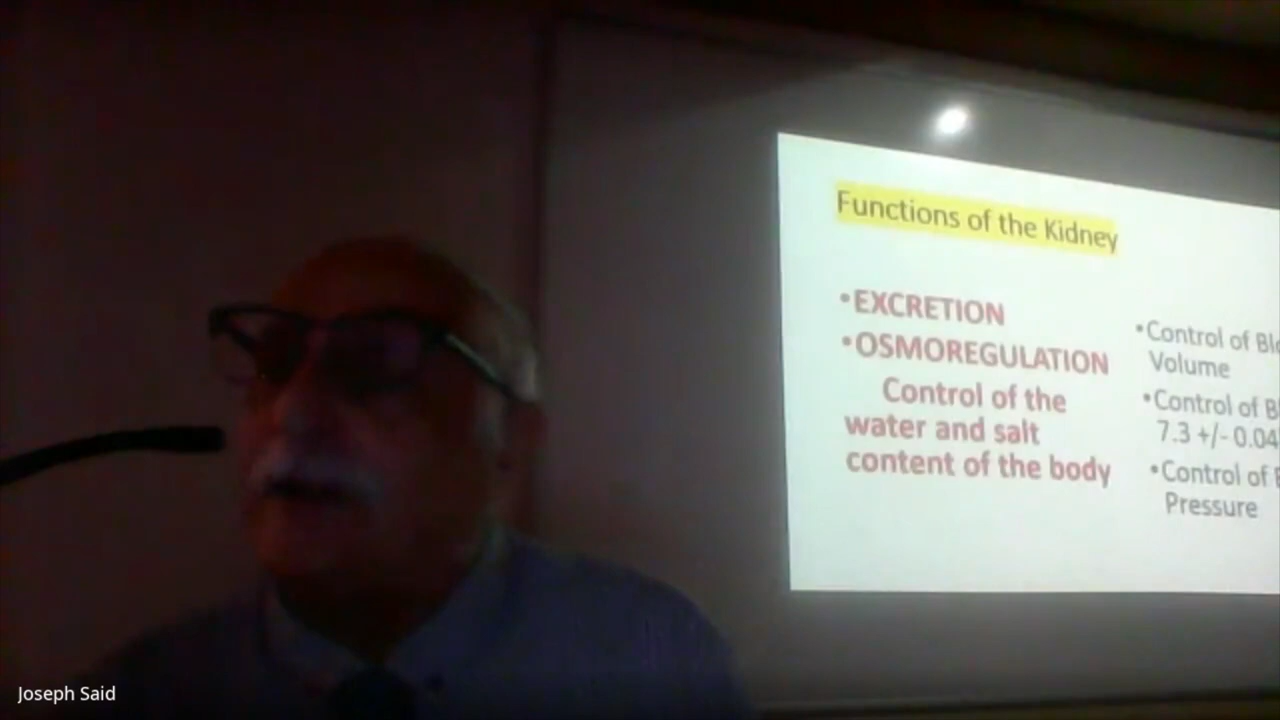 Functions of the Kidney
•EXCRETION
•OSMOREGULATION
Control of the
water and salt
content of the body
•Control of
Volume
•Control of
7.3 +/- 0.04
•Control of
Pressure
Joseph Said